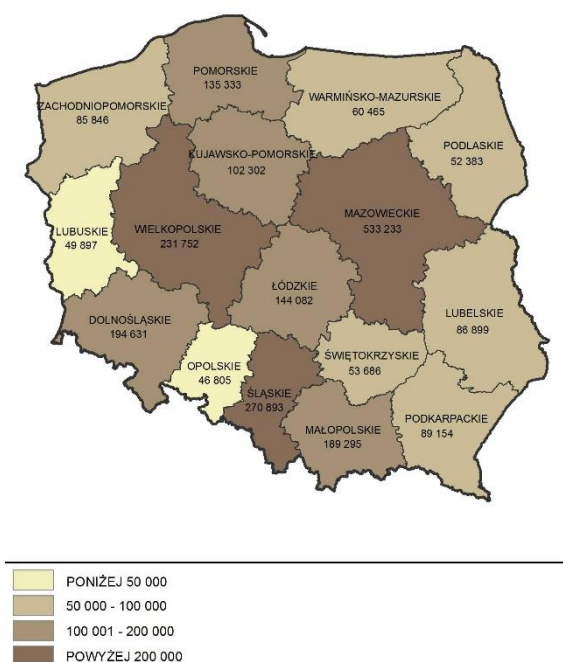 POMORSKIE
135 333
ZACHODNIOPOMORSKIE
85 846
WARMIŃSKO-MAZURSKIE
60 465
PODLASKIE
52 383
KUJAWSKO-POMORSKIE
102 302
LUBUSKIE
49 897
WIELKOPOLSKIE
231 752
MAZOWIECKIE
533 233
ŁÓDZKIE
144 082
DOLNOŚLĄSKIE
194 631
LUBELSKIE
86 899
OPOLSKIE
46 805
ŚLĄSKIE
270 893
ŚWIĘTOKRZYSKIE
53 686
MAŁOPOLSKIE
189 295
PODKARPACKIE
89 154
PONIŻEJ 50 000
50 000 - 100 000
100 001 - 200 000
POWYŻEJ 200 000